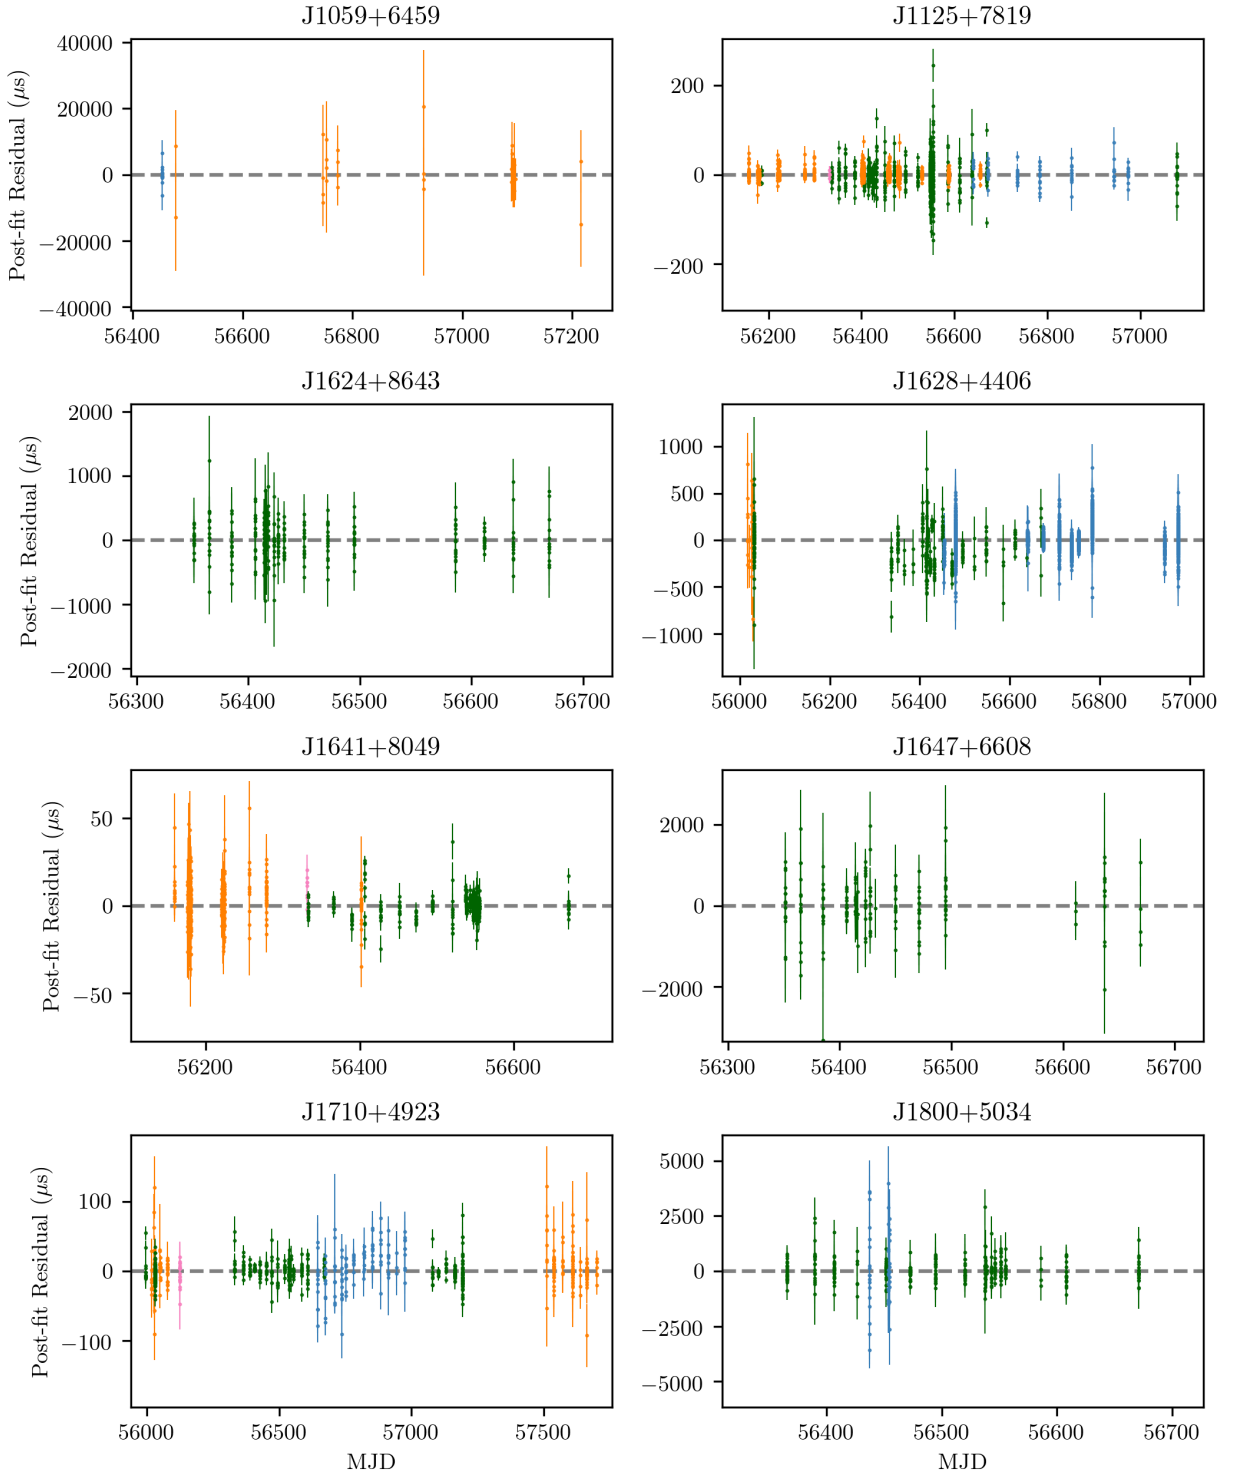 J1059+6459
J1125+7819
Post-fit Residual (μs)
40000
20000
0
−20000
−40000
200
0
−200
56400 56600 56800 57000 57200
56200 56400 56600 56800 57000
J1624+8643
J1628+4406
Post-fit Residual (μs)
2000
1000
0
−1000
−2000
1000
500
0
−500
−1000
56300 56400 56500 56600 56700
56000 56200 56400 56600 56800 57000
J1641+8049
J1647+6608
Post-fit Residual (μs)
50
0
−50
2000
0
−2000
56200 56400 56600
56300 56400 56500 56600 56700
J1710+4923
J1800+5034
Post-fit Residual (μs)
100
0
−100
5000
2500
0
−2500
−5000
56000 56500 57000 57500
56400 56500 56600 56700
MJD
MJD